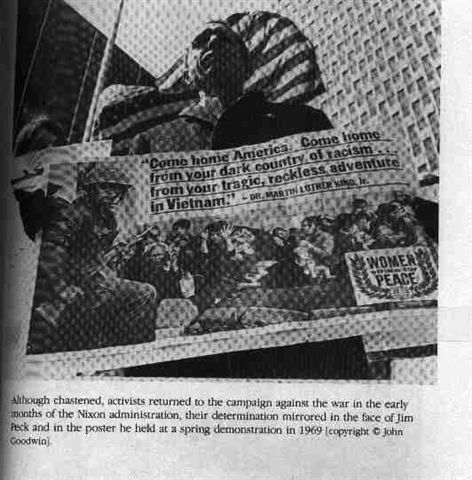 "Come home America. Come home
from your dark country of racism . . .
from your tragic, reckless adventure
in Vietnam." - DR. MARTIN LUTHER KING, Jr.
WOMEN
PEACE
Although chastened, activists returned to the campaign against the war in the early
months of the Nixon administration, their determination mirrored in the face of Jim
Peck and in the poster he held at a spring demonstration in 1969 [copyright © John
Goodwin].